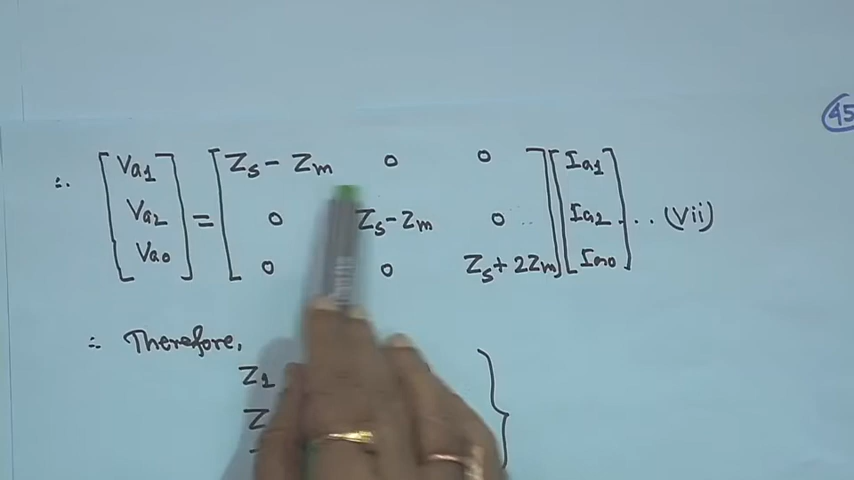 45
∴ [Va1] = [Zs - Zm 0 0] [Ia1]
[Va2] [0 Zs-Zm 0] [Ia2] ... (vii)
[Va0] [0 0 Zs+2Zm] [Ia0]
∴ Therefore,
Z1
Z